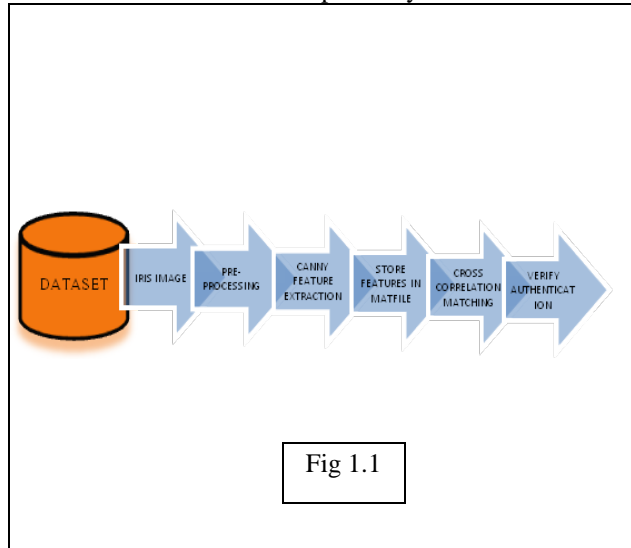 DATASET
IRIS IMAGE
PRE-
PROCESSING
CANNY
FEATURE
EXTRACTION
STORE
FEATURES IN
MATFILE
CROSS
CORRELATION
MATCHING
VERIFY
AUTHENTICAT
ION
Fig 1.1